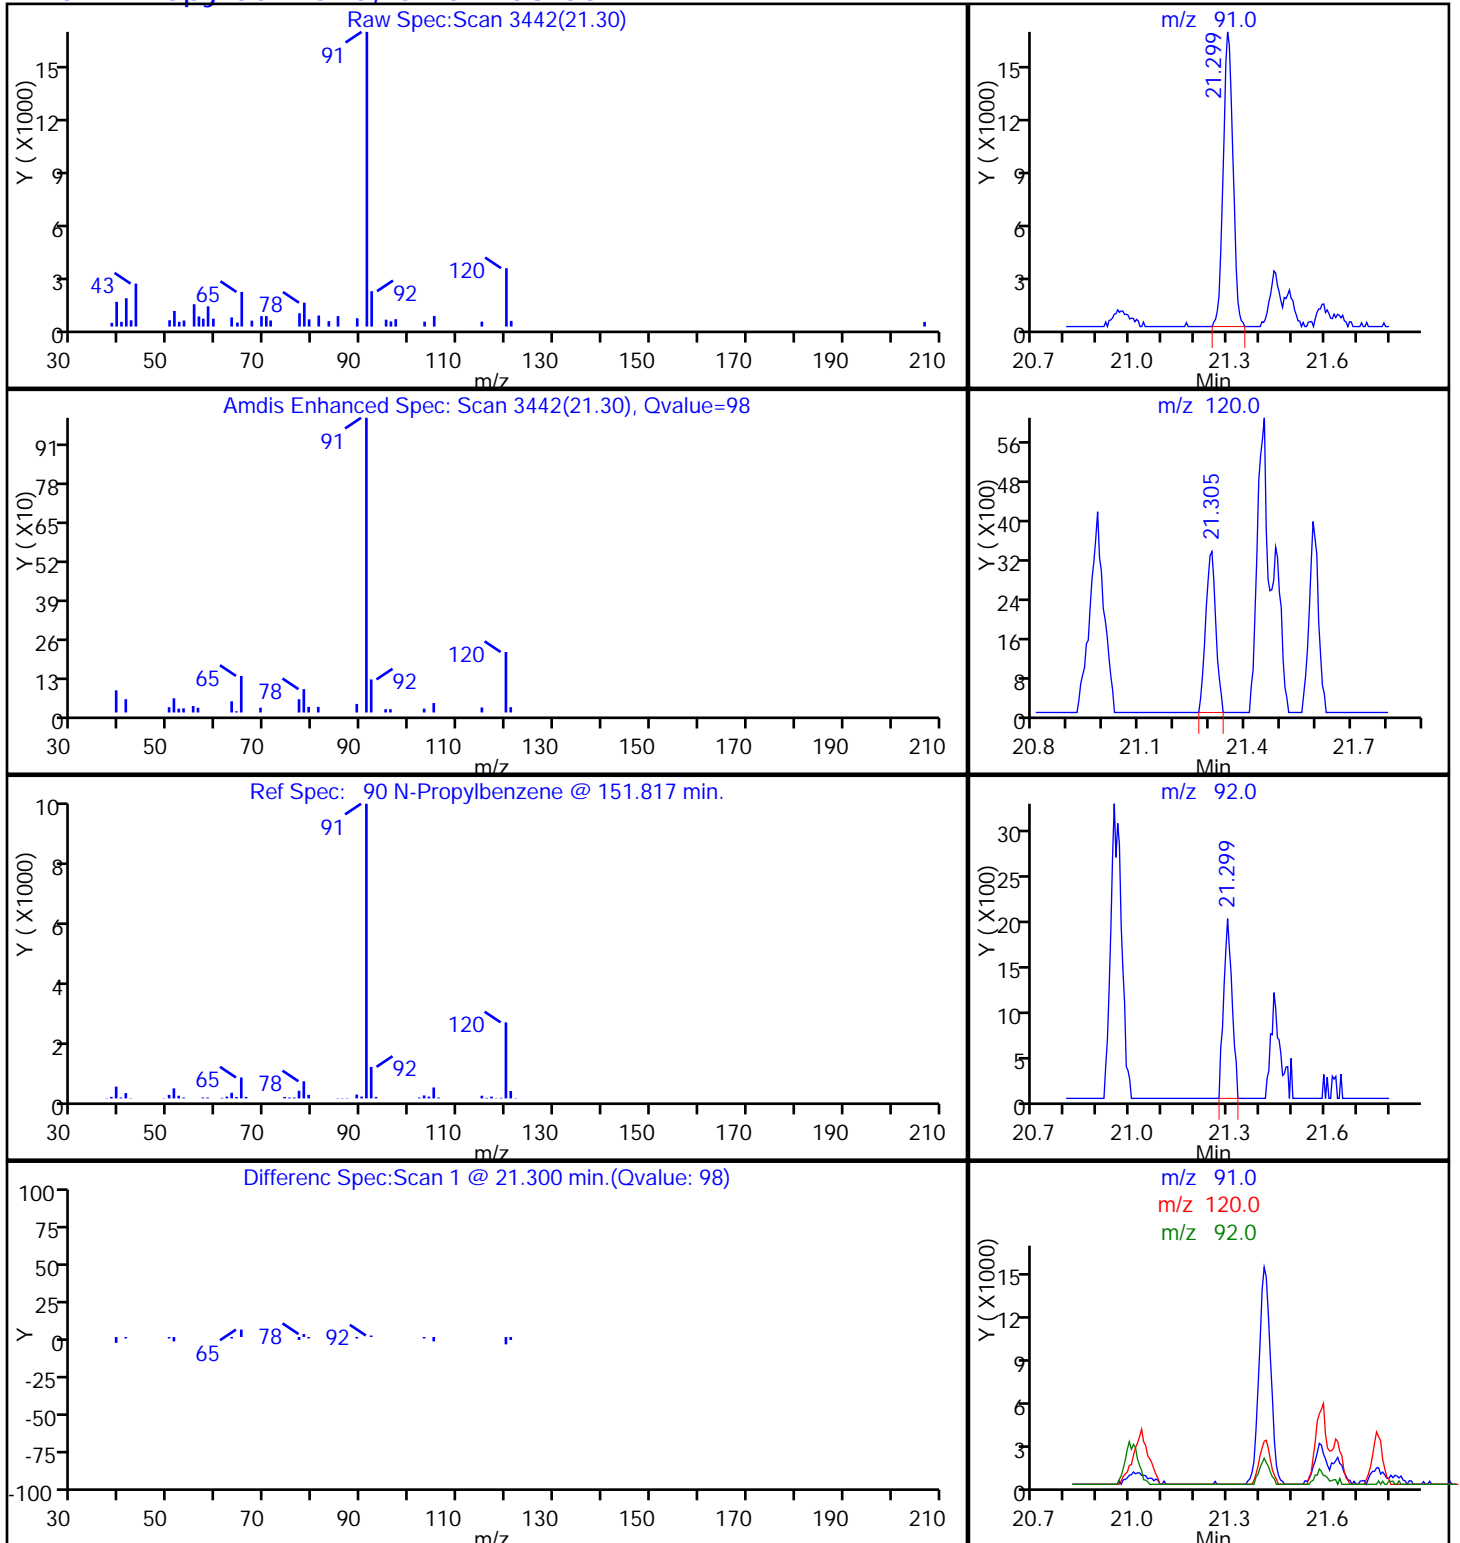 Raw Spec:Scan 3442(21.30)
Y ( X1000)
15
12
9
6
3
0
91
43
65
78
92
120
30 50 70 90 110 130 150 170 190 210
m/z
m/z 91.0
Y ( X1000)
15
12
9
6
3
0
21.299
20.7 21.0 21.3 21.6
Min
Amdis Enhanced Spec: Scan 3442(21.30), Qvalue=98
Y ( X10)
91
78
65
52
39
26
13
0
91
65
78
92
120
30 50 70 90 110 130 150 170 190 210
m/z
m/z 120.0
Y ( X100)
56
48
40
32
24
16
8
0
21.305
20.8 21.1 21.4 21.7
Min
Ref Spec: 90 N-Propylbenzene @ 151.817 min.
Y ( X1000)
10
8
6
4
2
0
91
65
78
92
120
30 50 70 90 110 130 150 170 190 210
m/z
m/z 92.0
Y ( X100)
30
25
20
15
10
5
0
21.299
20.7 21.0 21.3 21.6
Min
Differenc Spec:Scan 1 @ 21.300 min.(Qvalue: 98)
Y
100
75
50
25
0
-25
-50
-75
-100
65
78
92
30 50 70 90 110 130 150 170 190 210
m/z
m/z 91.0
m/z 120.0
m/z 92.0
Y ( X1000)
15
12
9
6
3
0
20.7 21.0 21.3 21.6
Min